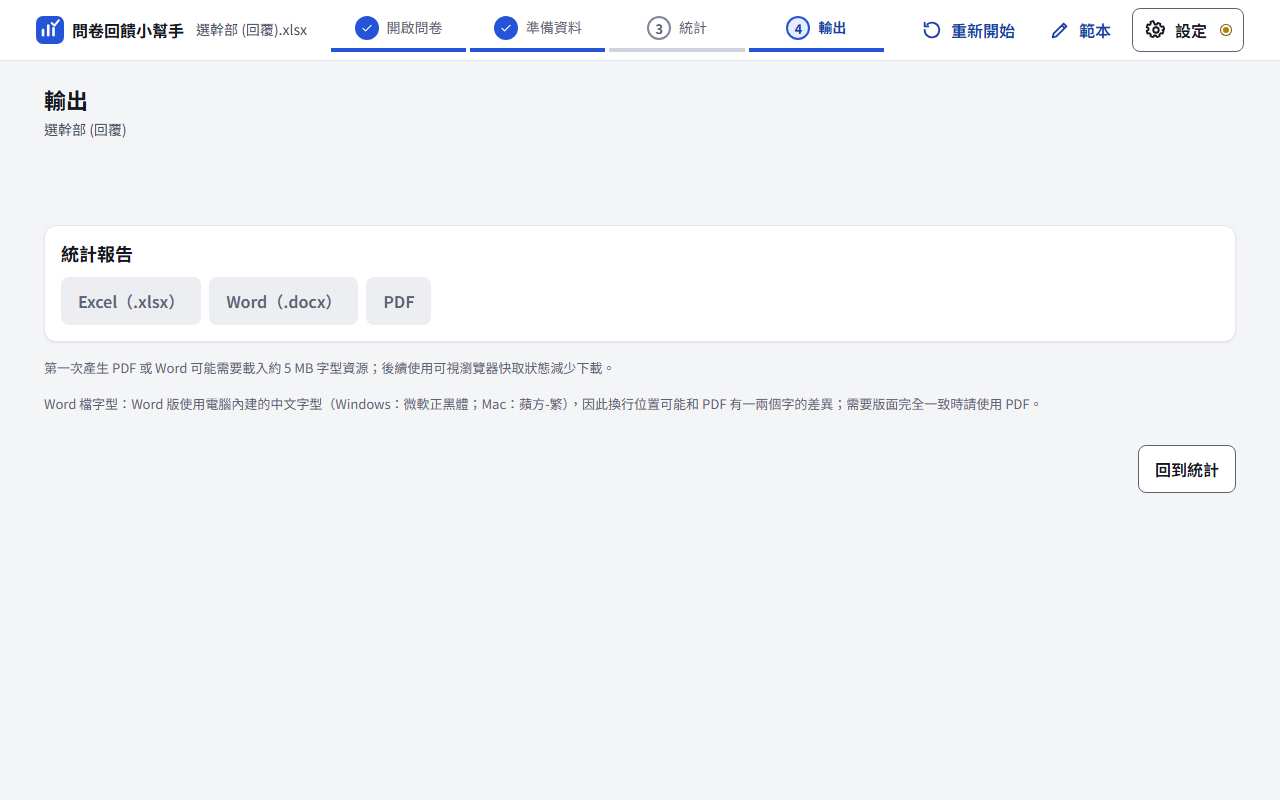 問卷回饋小幫手 選幹部 (回覆).xlsx 開啟問卷 準備資料 3 統計 4 輸出 重新開始 範本 設定
輸出
選幹部 (回覆)
統計報告
Excel（.xlsx） Word（.docx） PDF
第一次產生 PDF 或 Word 可能需要載入約 5 MB 字型資源；後續使用可視瀏覽器快取狀態減少下載。
Word 檔字型：Word 版使用電腦內建的中文字型（Windows：微軟正黑體；Mac：蘋方-繁），因此換行位置可能和 PDF 有一兩個字的差異；需要版面完全一致時請使用 PDF。
回到統計